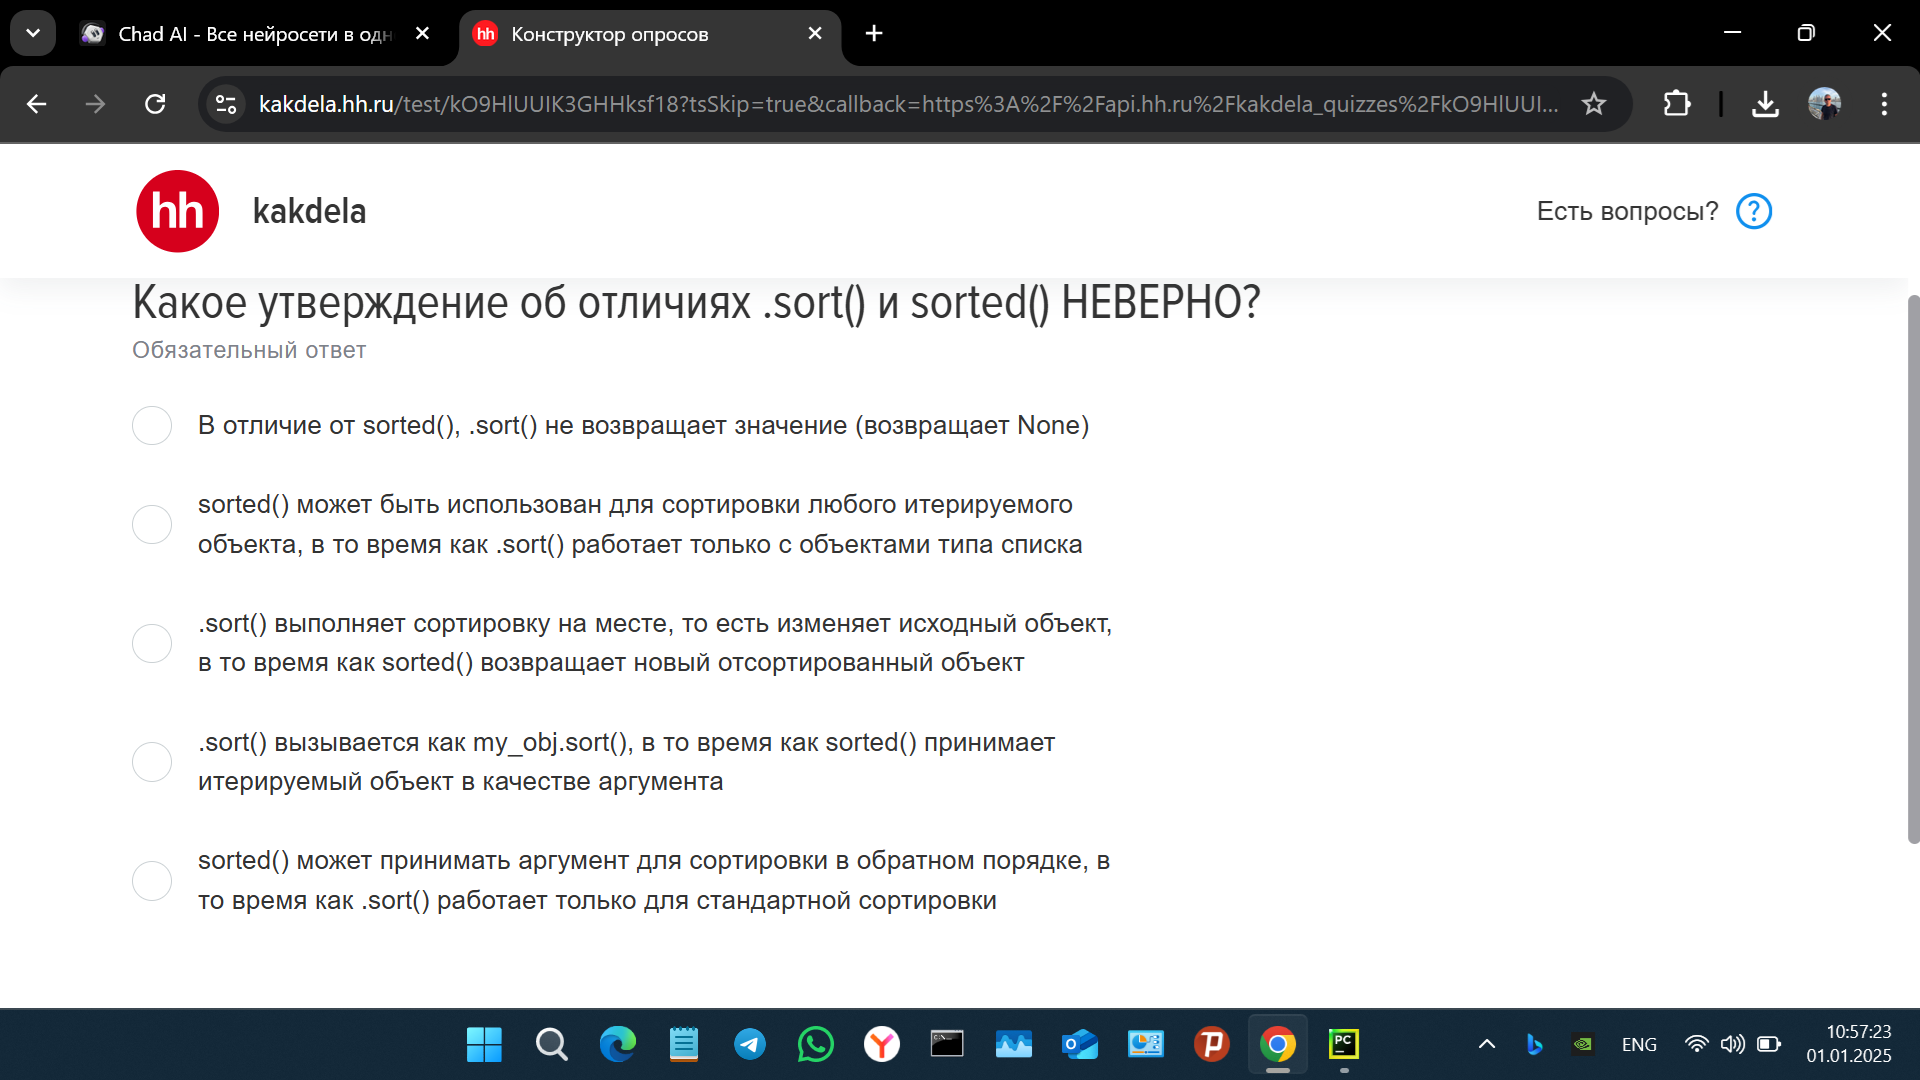 Chad AI - Все нейросети в одн
Конструктор опросов
kakdela.hh.ru/test/kO9HlUUIK3GHHksf18?tsSkip=true&callback=https%3A%2F%2Fapi.hh.ru%2Fkakdela_quizzes%2FkO9HlUUI...
hh
kakdela
Есть вопросы?
Какое утверждение об отличиях .sort() и sorted() НЕВЕРНО?
Обязательный ответ
В отличие от sorted(), .sort() не возвращает значение (возвращает None)
sorted() может быть использован для сортировки любого итерируемого
объекта, в то время как .sort() работает только с объектами типа списка
.sort() выполняет сортировку на месте, то есть изменяет исходный объект,
в то время как sorted() возвращает новый отсортированный объект
.sort() вызывается как my_obj.sort(), в то время как sorted() принимает
итерируемый объект в качестве аргумента
sorted() может принимать аргумент для сортировки в обратном порядке, в
то время как .sort() работает только для стандартной сортировки
ENG
10:57:23
01.01.2025